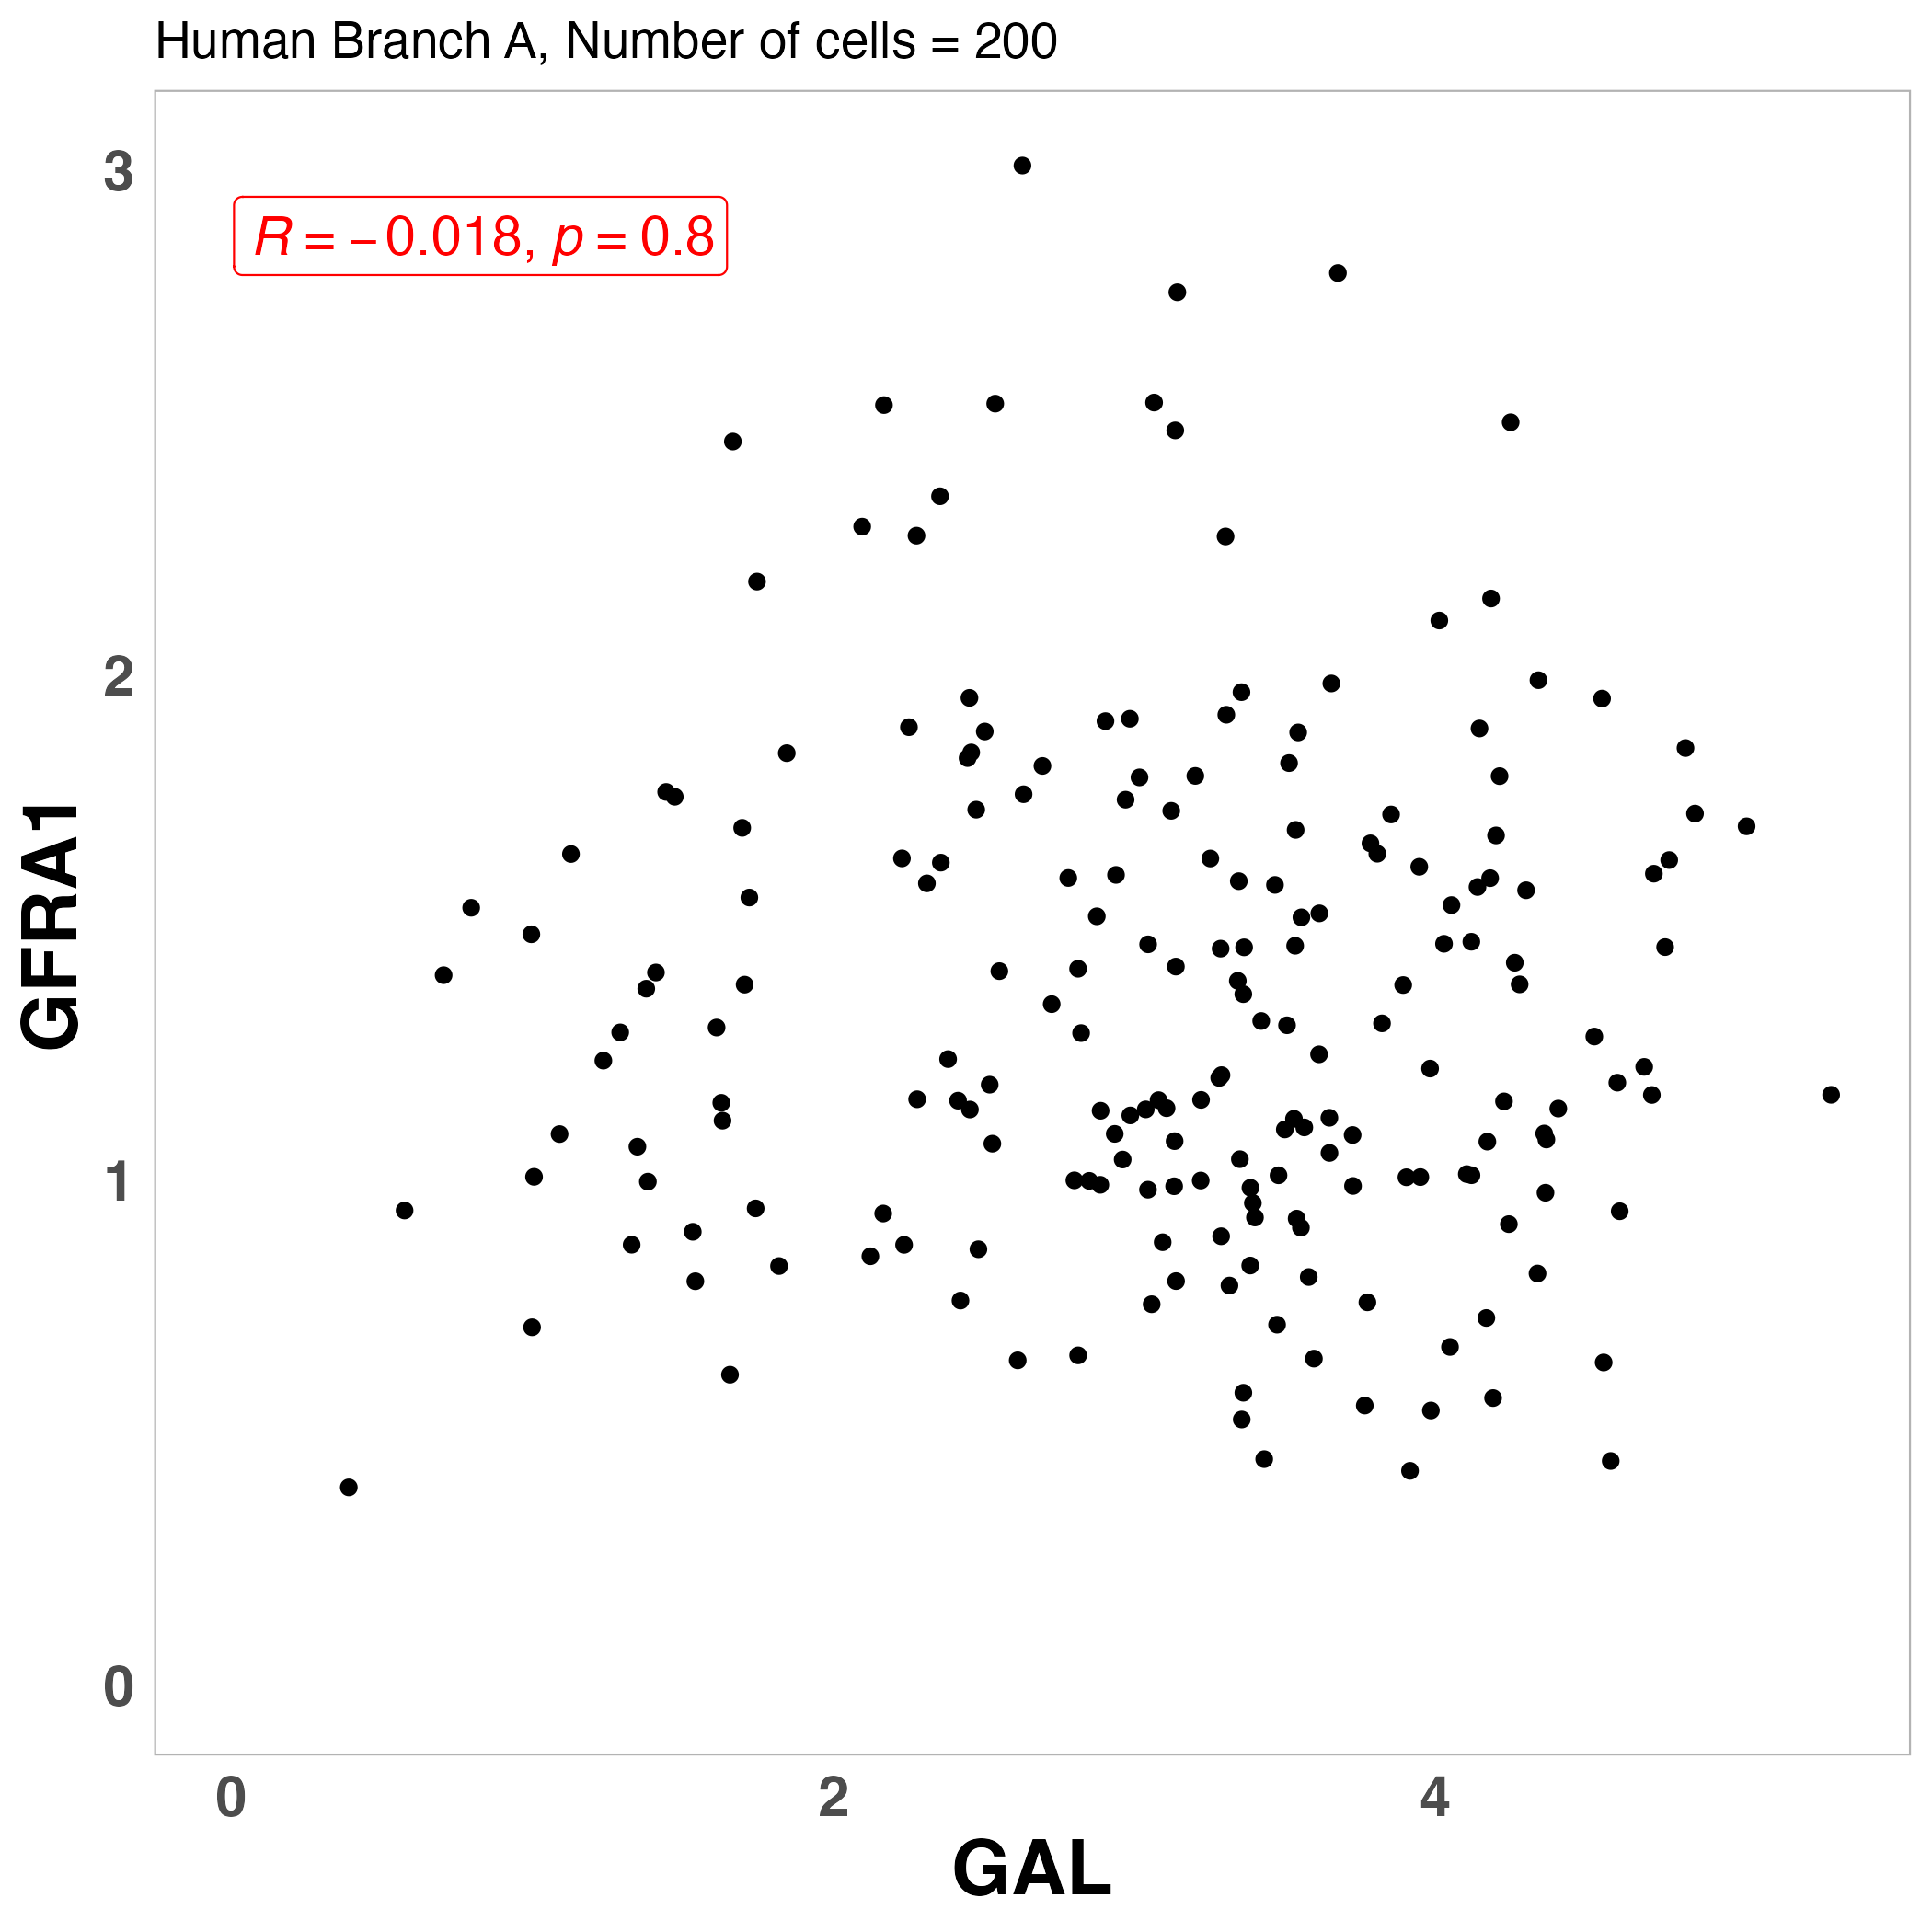 Human Branch A, Number of cells = 200
R = −0.018, p = 0.8
3
2
1
0
GFRA1
0 2 4
GAL